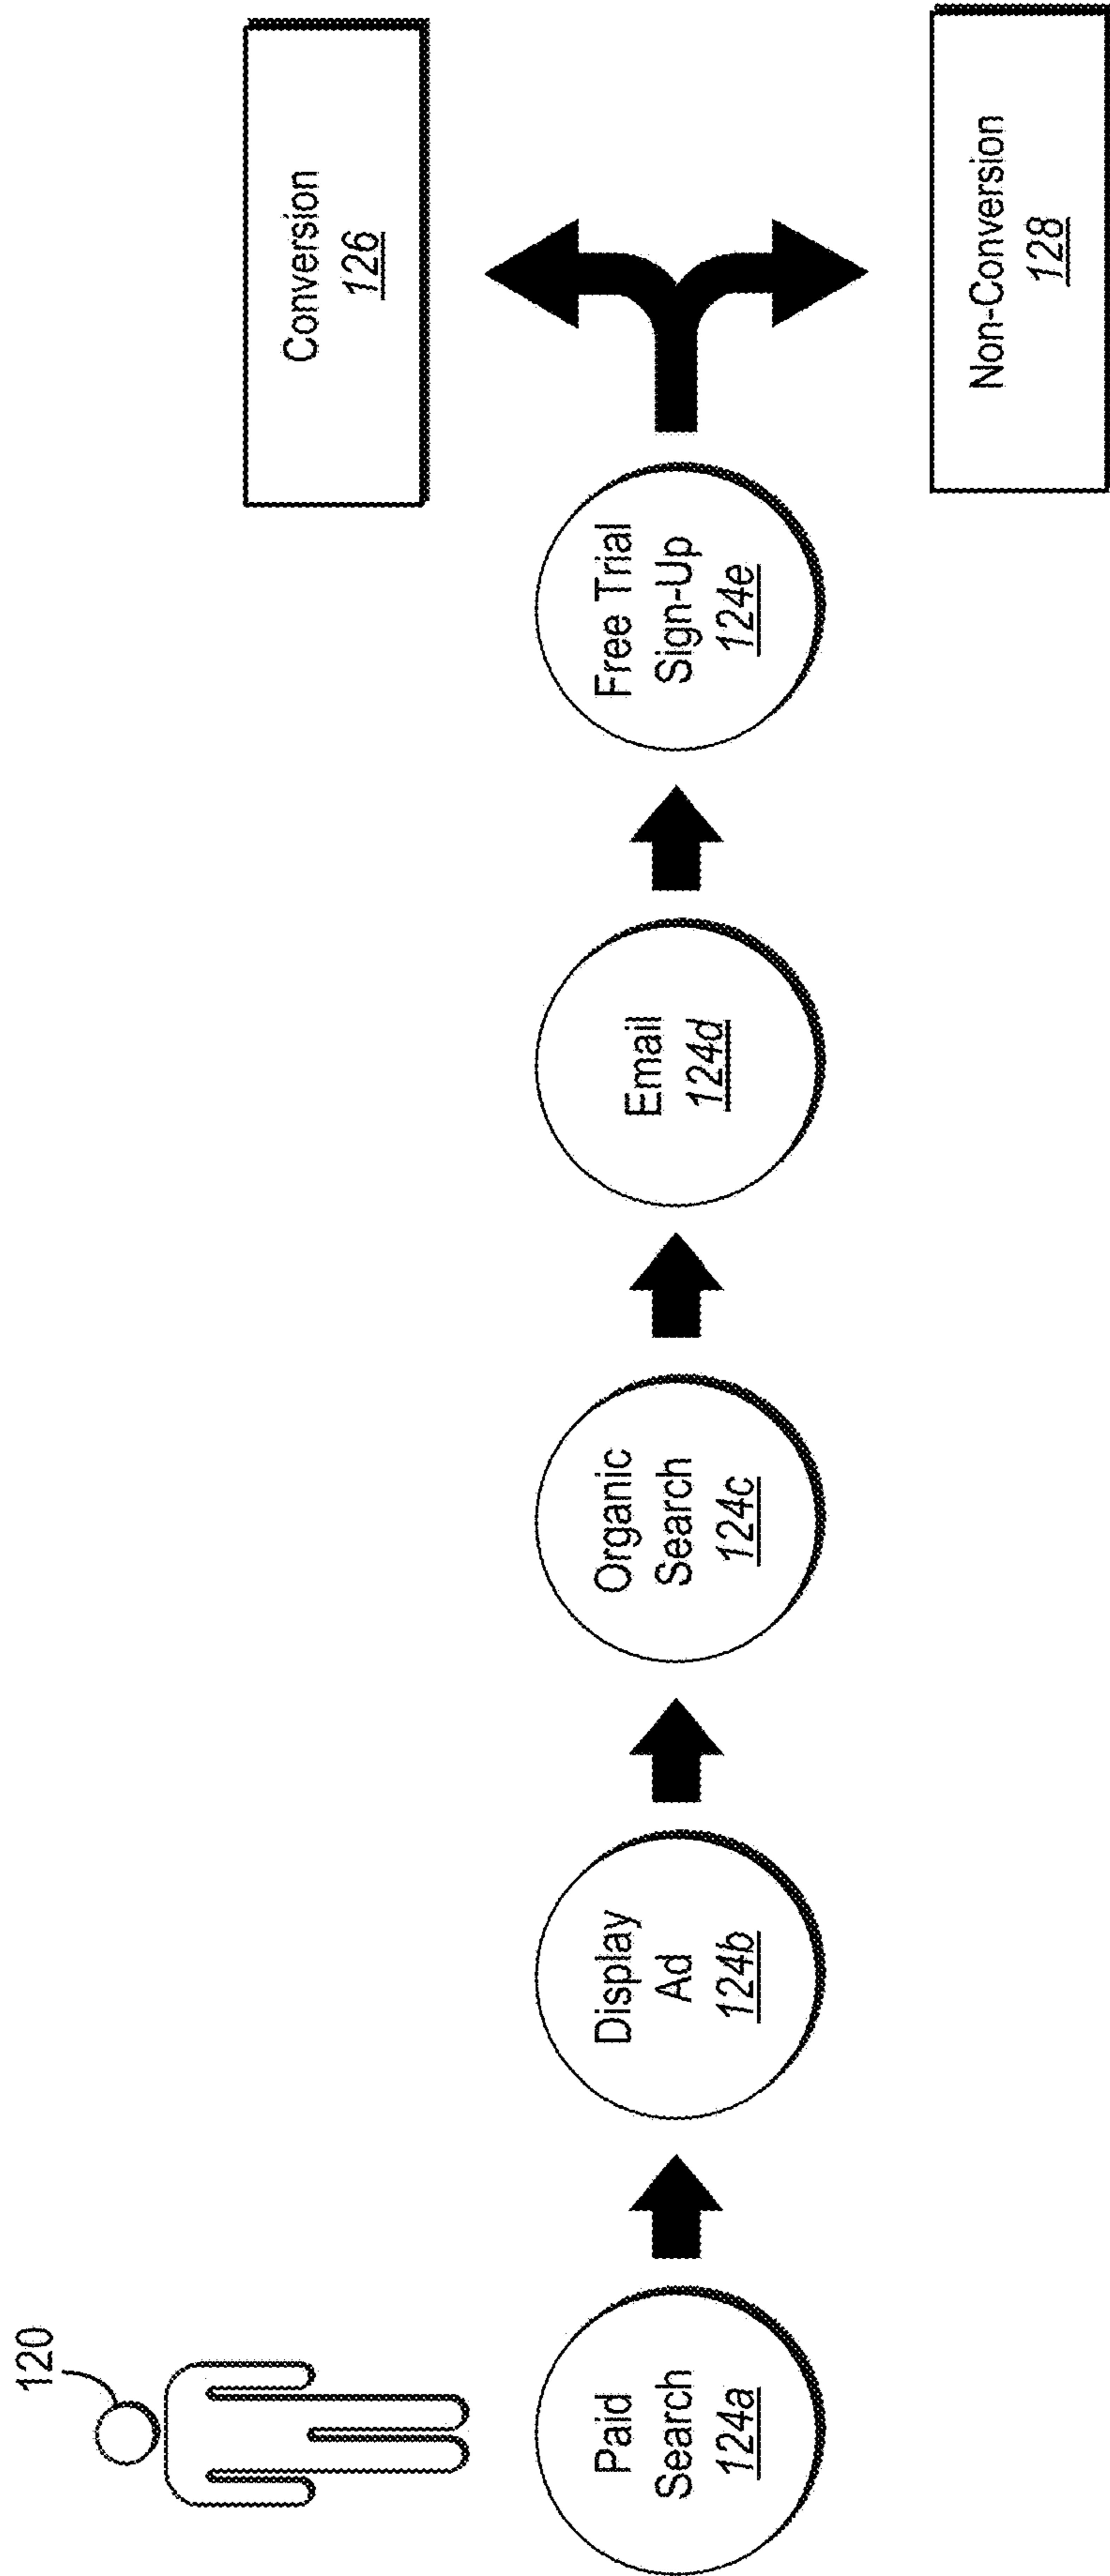 120
Paid
Search
124a
Display
Ad
124b
Organic
Search
124c
Email
124d
Free Trial
Sign-Up
124e
Conversion
126
Non-Conversion
128